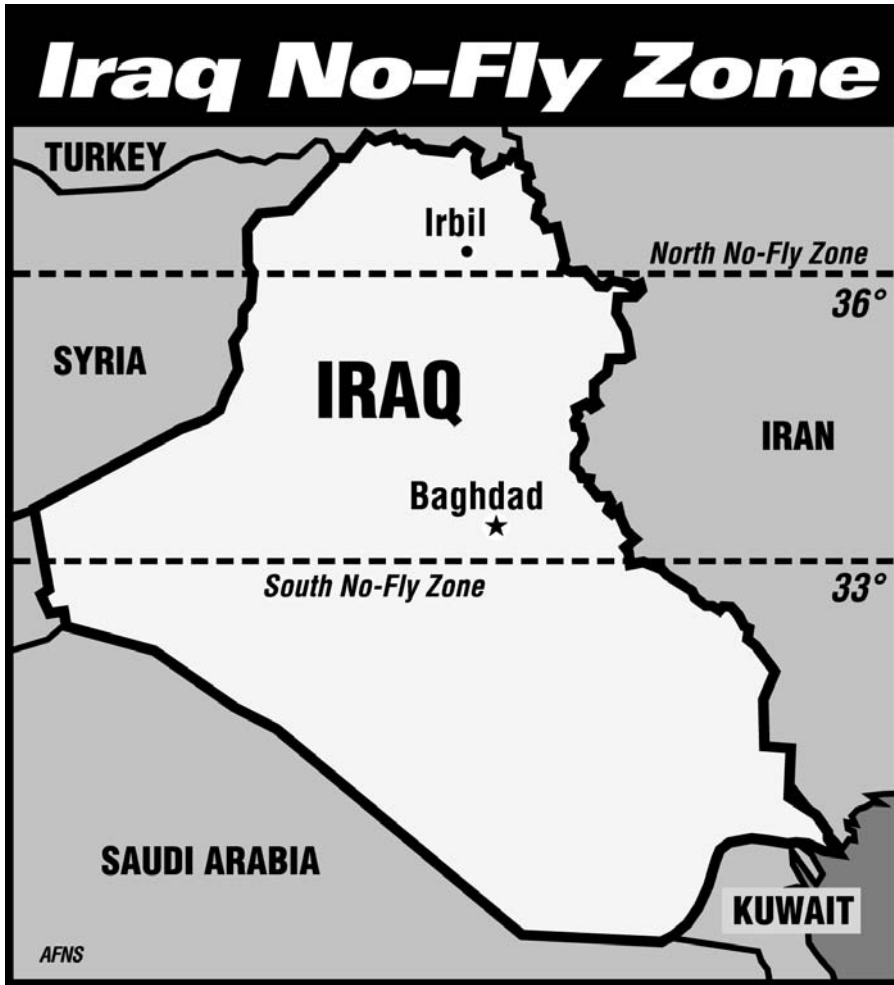 Iraq No-Fly Zone
TURKEY
Irbil
North No-Fly Zone
36°
SYRIA
IRAQ
IRAN
Baghdad
South No-Fly Zone
33°
SAUDI ARABIA
KUWAIT
AFNS